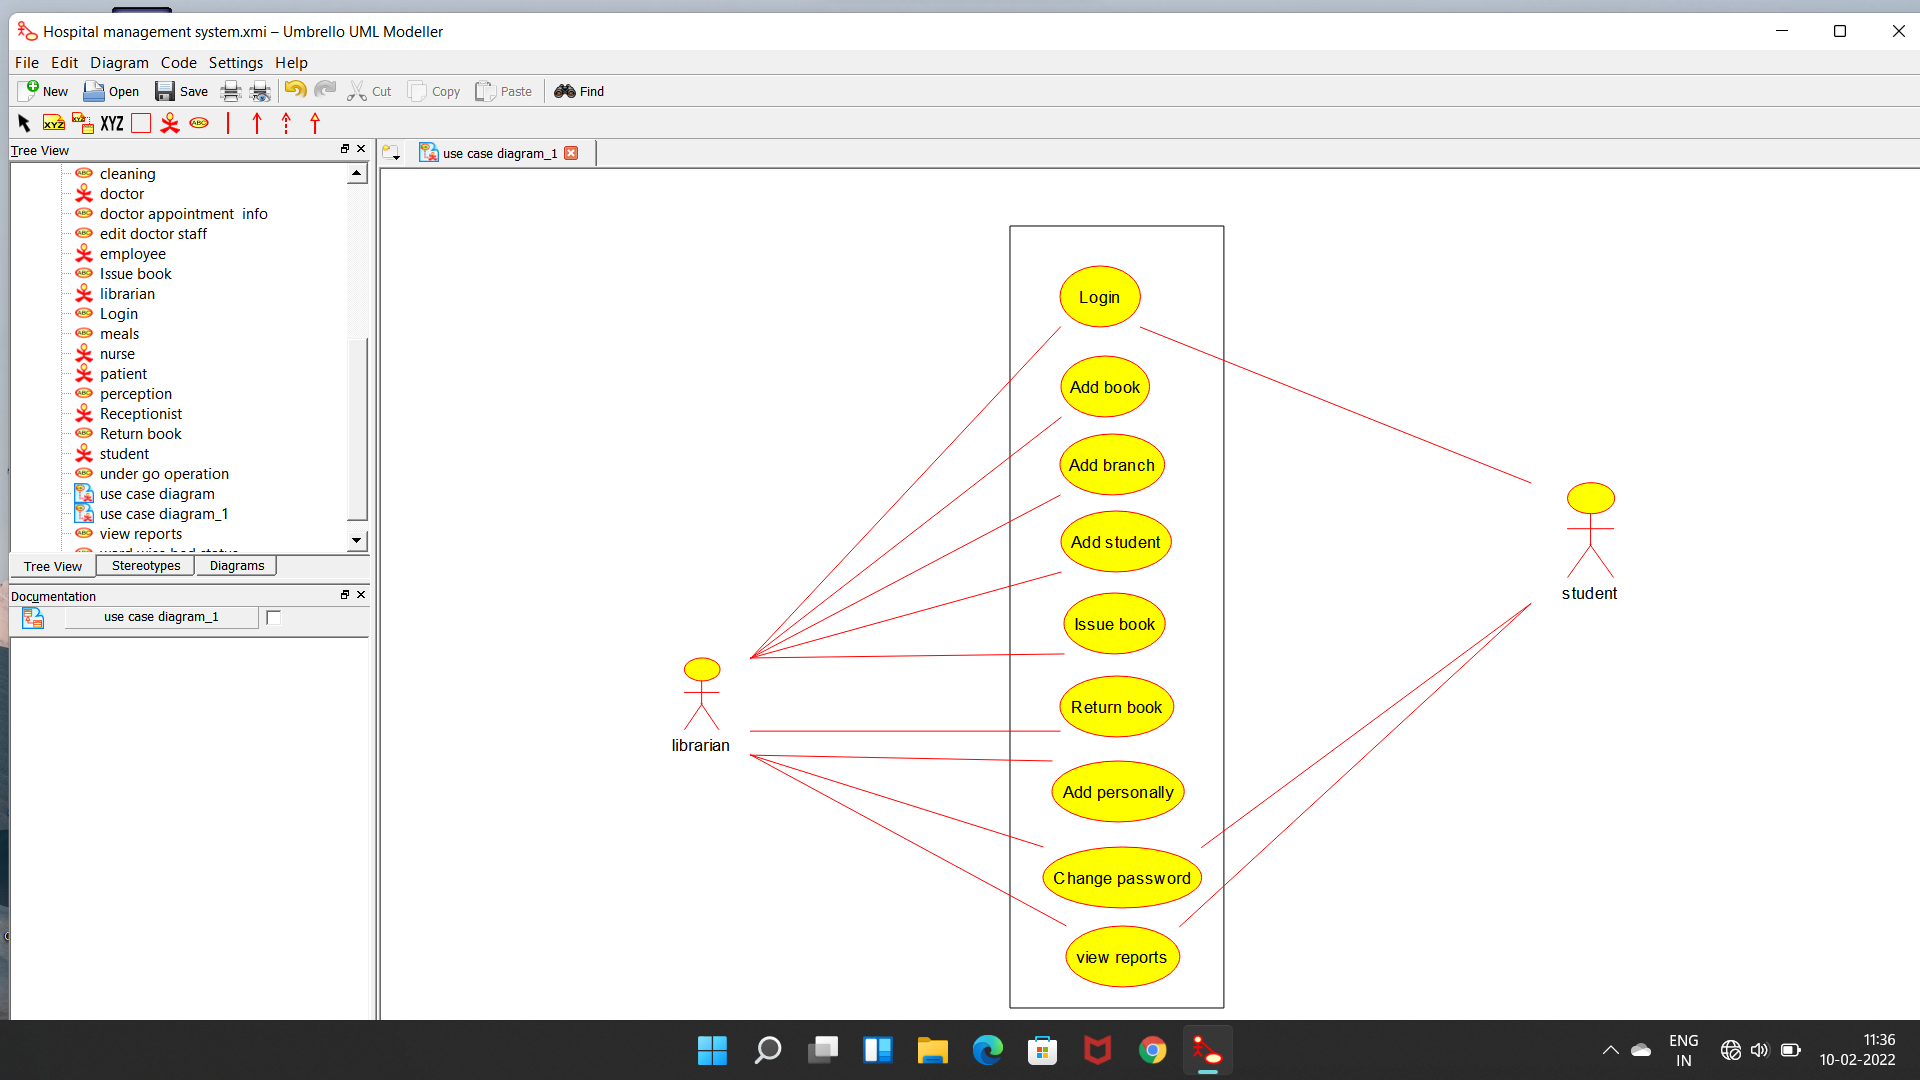 Hospital management system.xmi – Umbrello UML Modeller
File Edit Diagram Code Settings Help
New Open Save Cut Copy Paste Find
XYZ XYZ XYZ ABC
Tree View
use case diagram_1
cleaning
doctor
doctor appointment  info
edit doctor staff
employee
Issue book
librarian
Login
meals
nurse
patient
perception
Receptionist
Return book
student
under go operation
use case diagram
use case diagram_1
view reports
Tree View Stereotypes Diagrams
Documentation
use case diagram_1
Login
Add book
Add branch
Add student
Issue book
Return book
Add personally
Change password
view reports
librarian
student
ENG
IN
11:36
10-02-2022